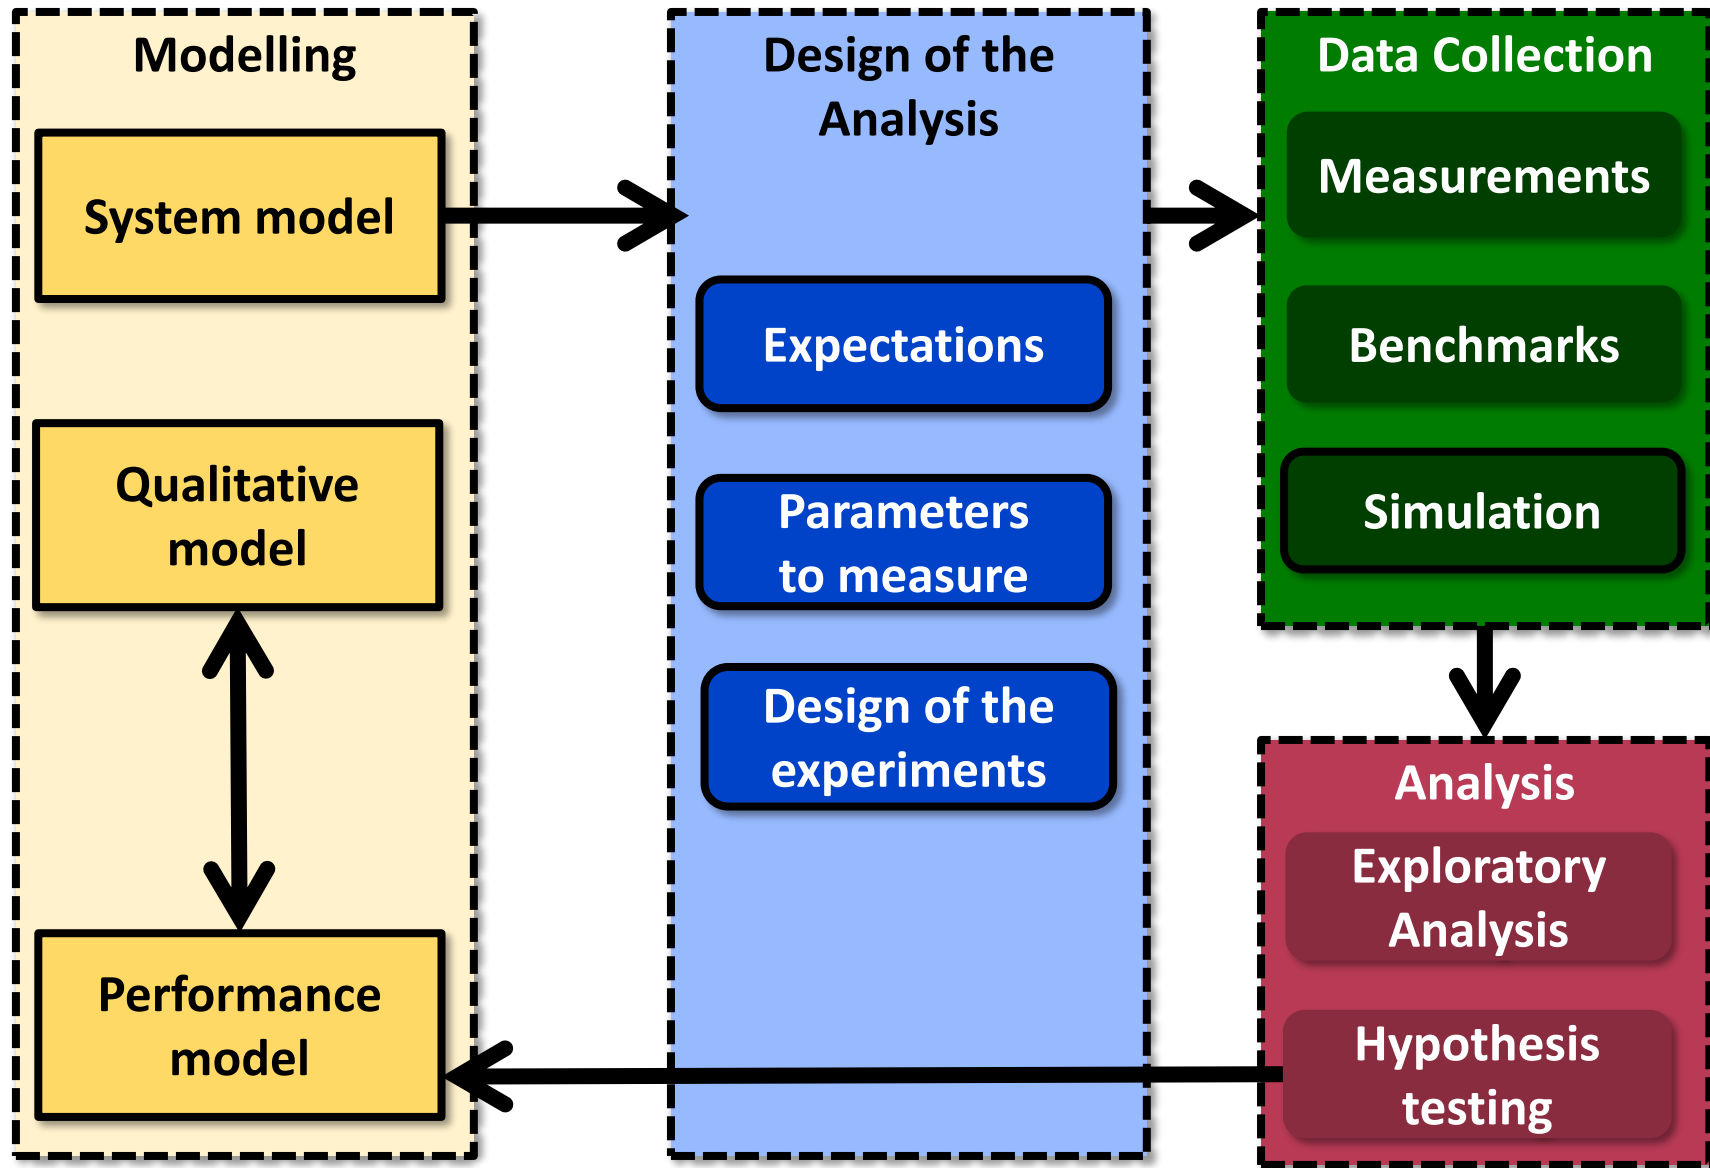 Modelling
System model
Qualitative
model
Performance
model
Design of the
Analysis
Expectations
Parameters
to measure
Design of the
experiments
Data Collection
Measurements
Benchmarks
Simulation
Analysis
Exploratory
Analysis
Hypothesis
testing